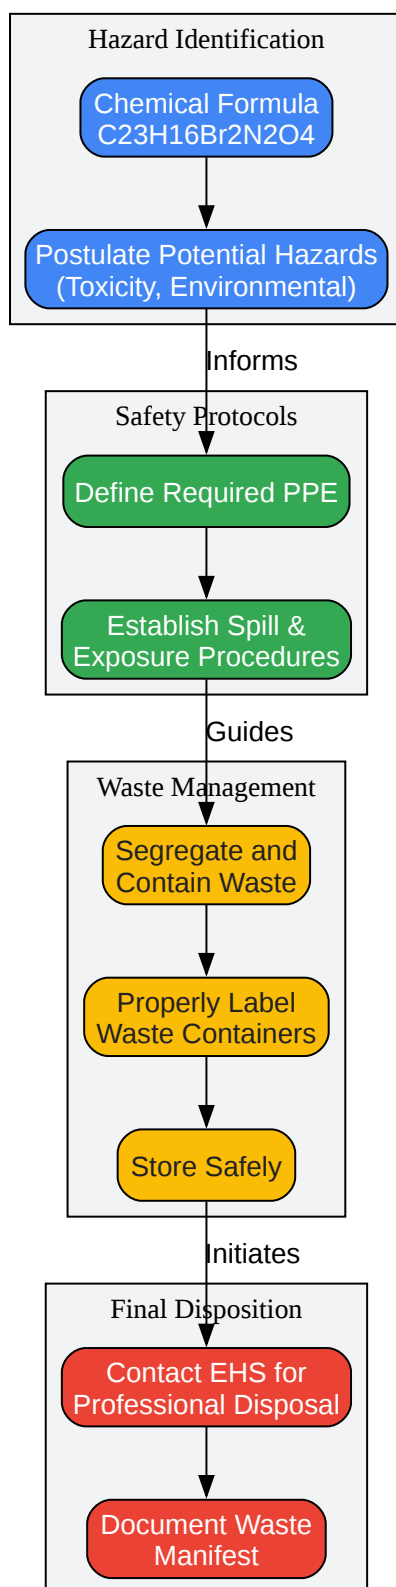 Hazard Identification
Chemical Formula
C23H16Br2N2O4
Postulate Potential Hazards
(Toxicity, Environmental)
Informs
Safety Protocols
Define Required PPE
Establish Spill &
Exposure Procedures
Guides
Waste Management
Segregate and
Contain Waste
Properly Label
Waste Containers
Store Safely
Initiates
Final Disposition
Contact EHS for
Professional Disposal
Document Waste
Manifest